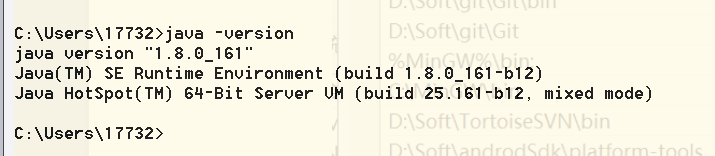 D:\Soft\git\Git\bin
C:\Users\17732>java -version
D:\Soft\git\Git
java version "1.8.0_161"
%MinGW%\bin;
Java(TM) SE Runtime Environment (build 1.8.0_161-b12)
Java HotSpot(TM) 64-Bit Server VM (build 25.161-b12, mixed mode)
D:\Soft\TortoiseSVN\bin
C:\Users\17732>
D:\Soft\androdSdk\platform-tools